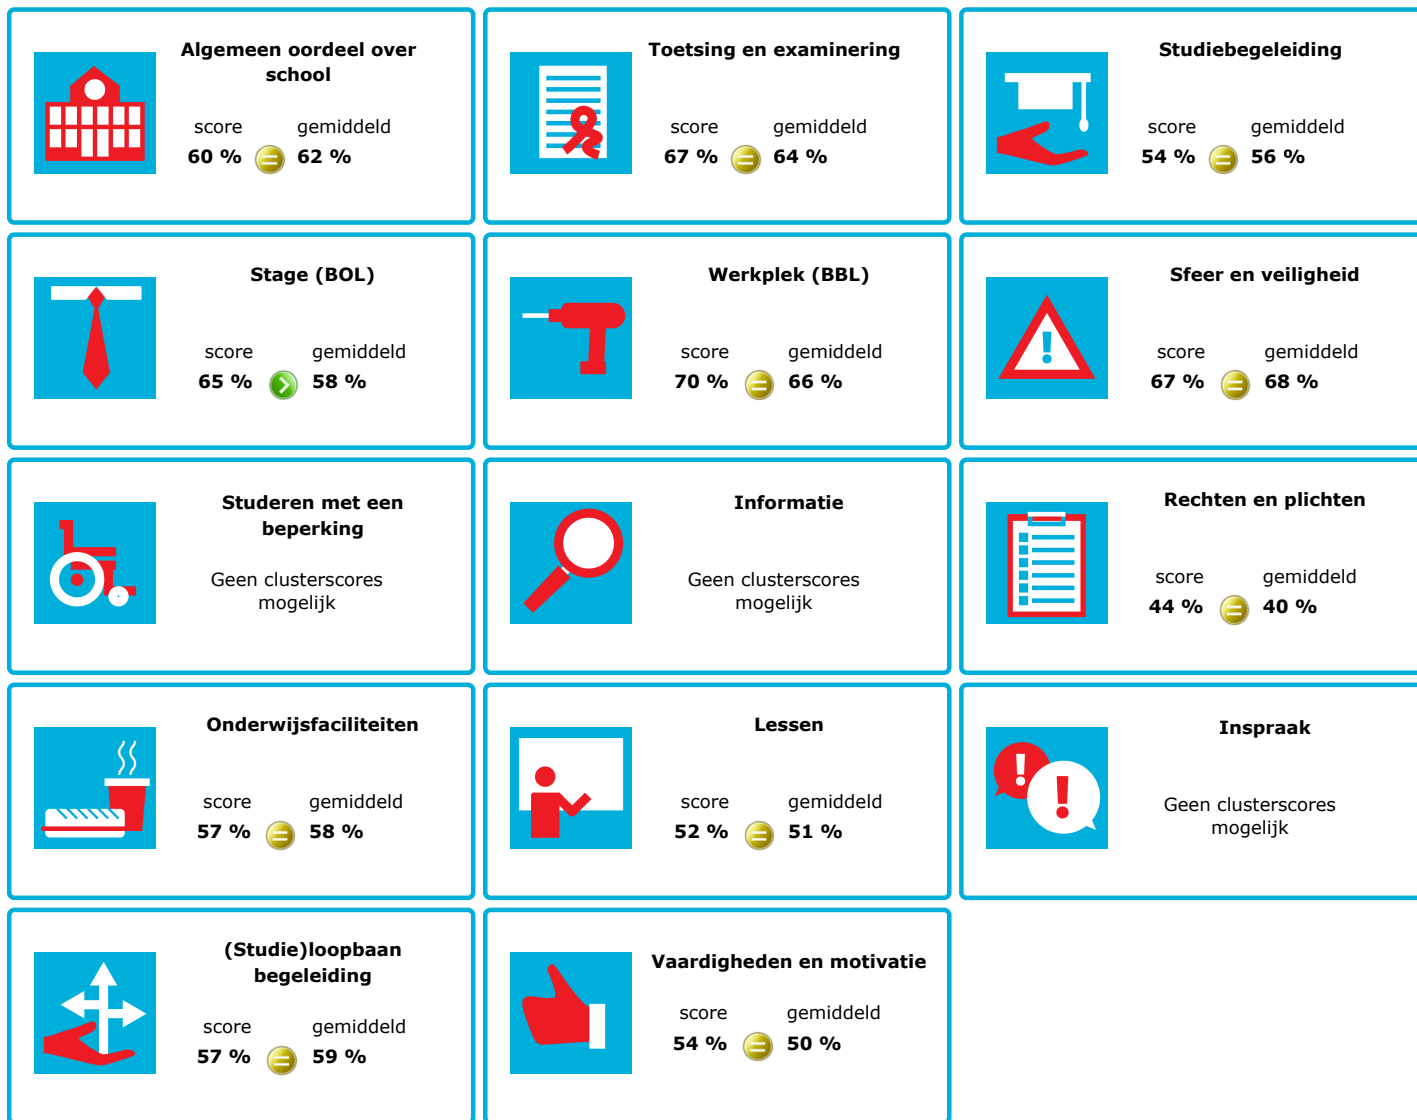 Algemeen oordeel over
school
score gemiddeld
60 % = 62 %
Toetsing en examinering
score gemiddeld
67 % = 64 %
Studiebegeleiding
score gemiddeld
54 % = 56 %
Stage (BOL)
score gemiddeld
65 % > 58 %
Werkplek (BBL)
score gemiddeld
70 % = 66 %
Sfeer en veiligheid
score gemiddeld
67 % = 68 %
Studeren met een
beperking
Geen clusterscores
mogelijk
Informatie
Geen clusterscores
mogelijk
Rechten en plichten
score gemiddeld
44 % = 40 %
Onderwijsfaciliteiten
score gemiddeld
57 % = 58 %
Lessen
score gemiddeld
52 % = 51 %
Inspraak
Geen clusterscores
mogelijk
(Studie)loopbaan
begeleiding
score gemiddeld
57 % = 59 %
Vaardigheden en motivatie
score gemiddeld
54 % = 50 %